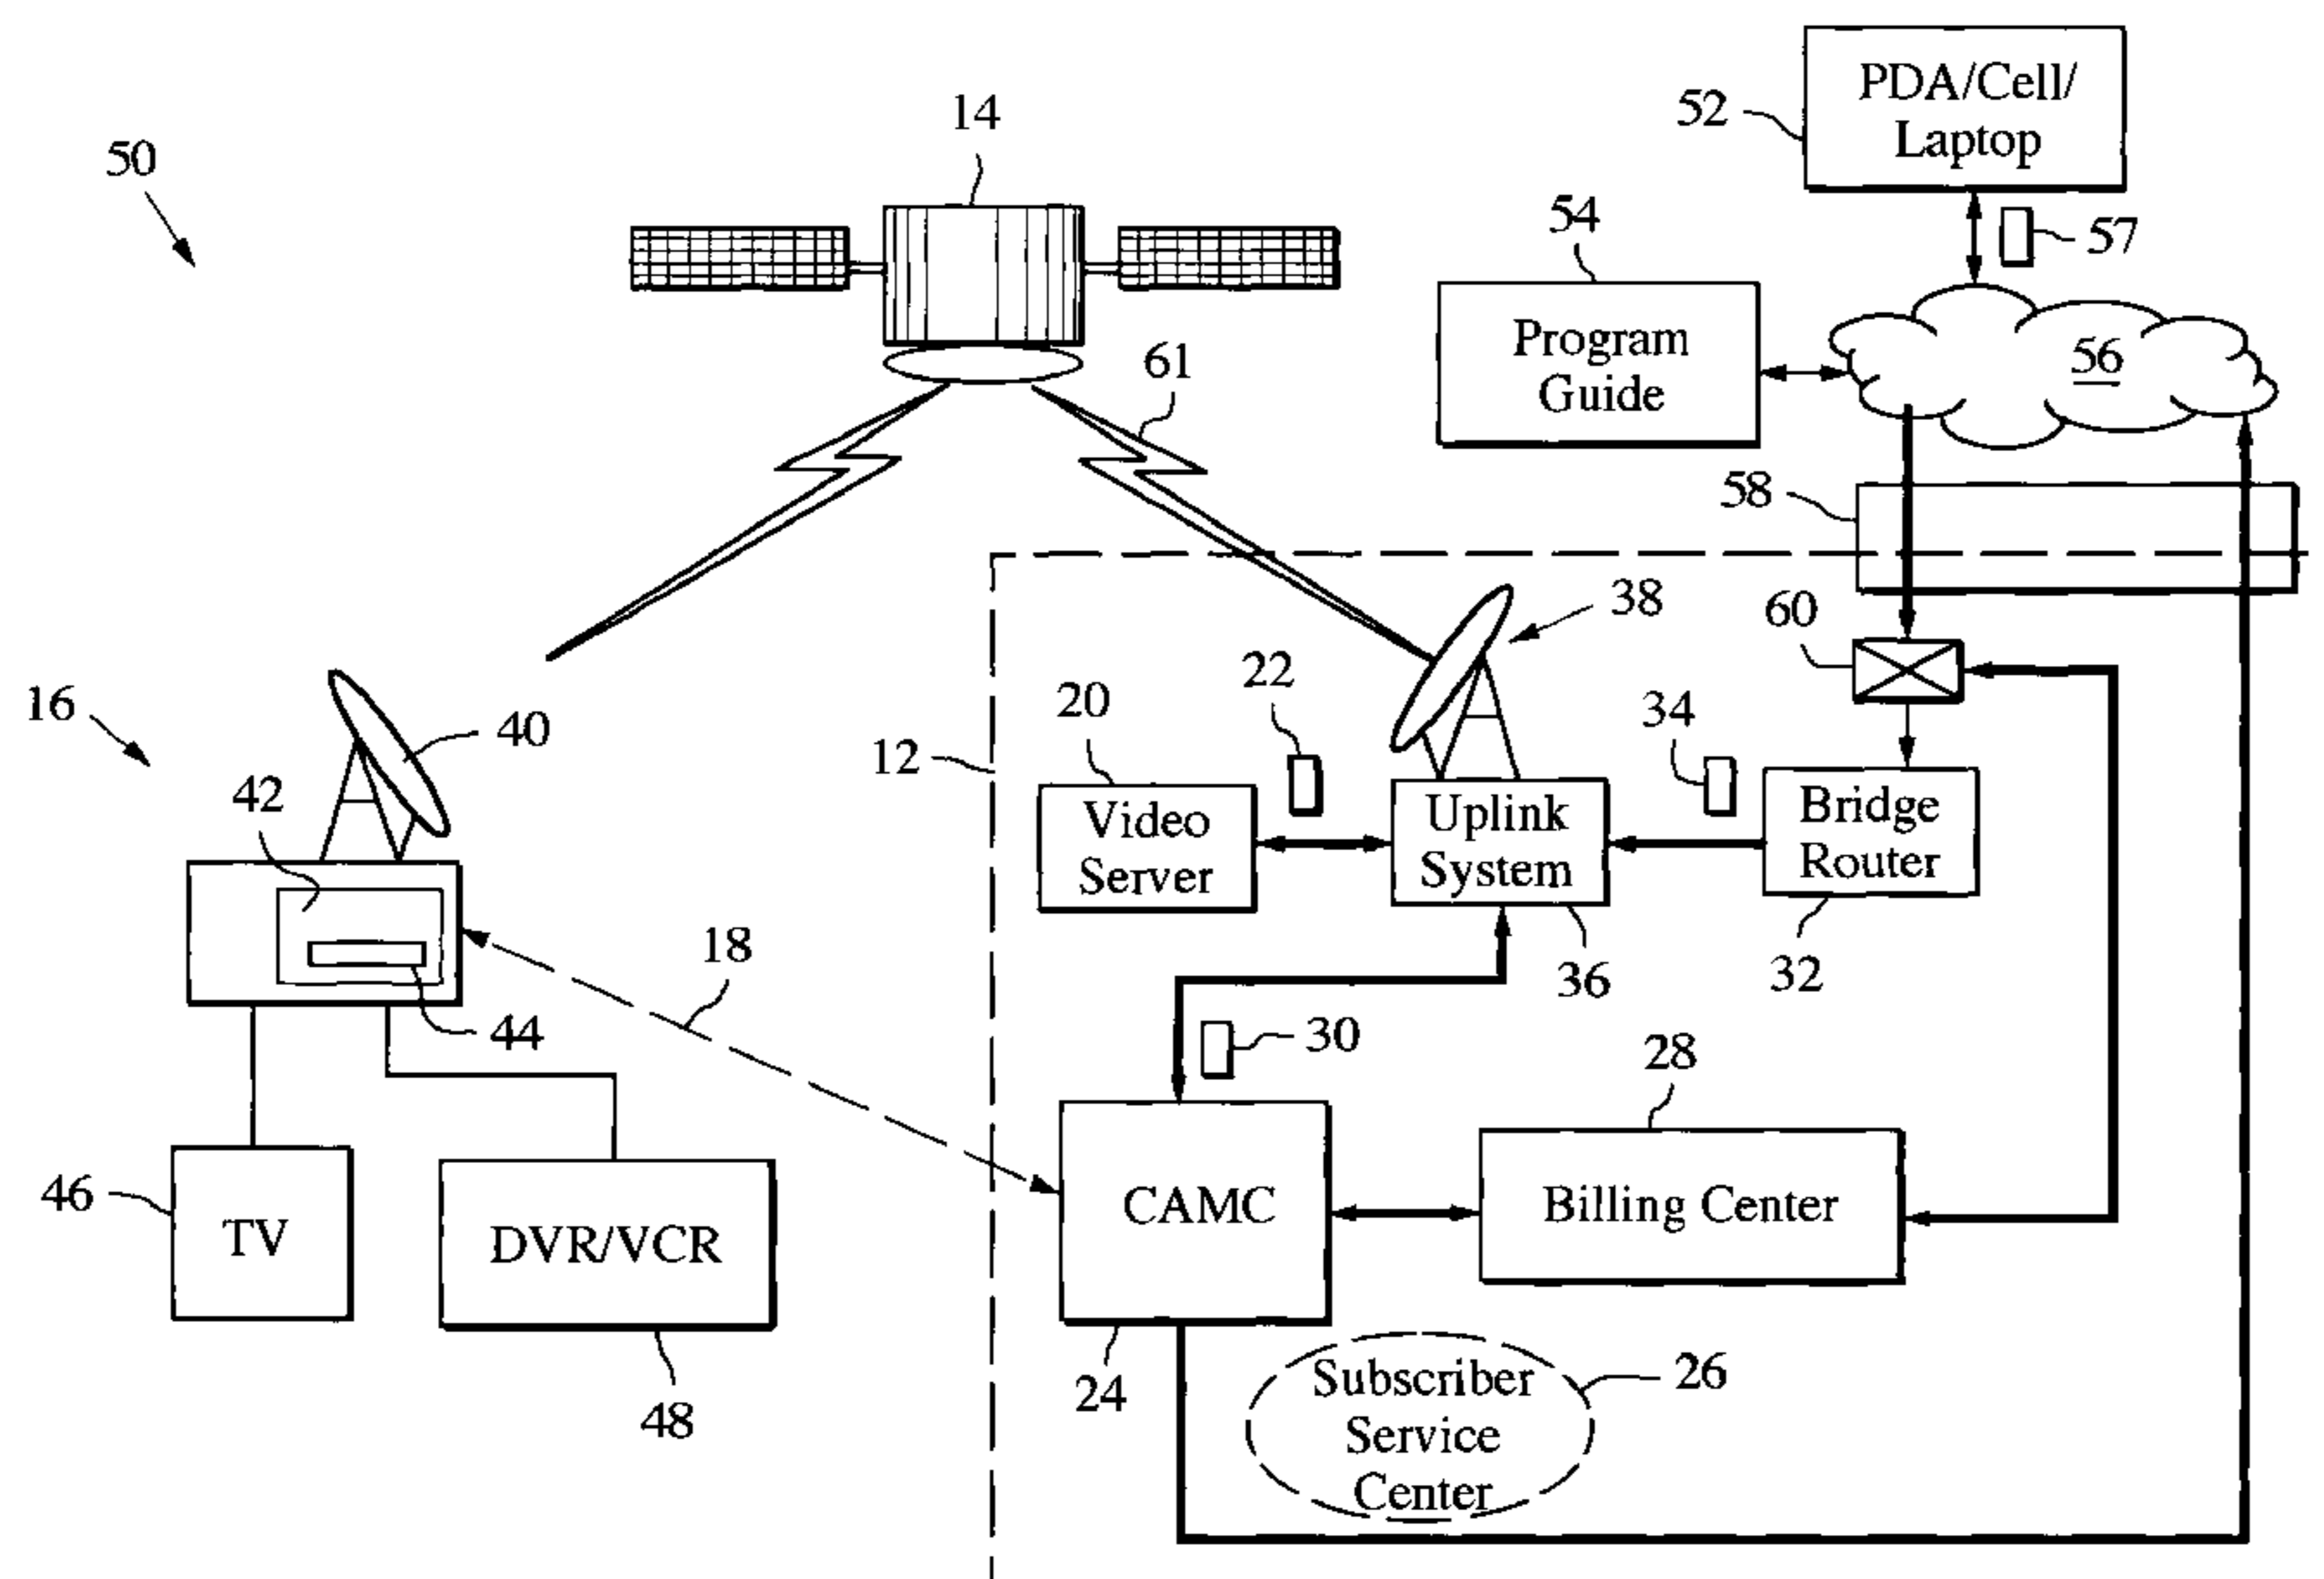 PDA/Cell/
Laptop
52
14
50
54
57
Program
Guide
56
61
58
38
60
22
20
34
16
40
12
42
Video
Server
Uplink
System
Bridge
Router
18
36
32
44
30
28
46
TV
DVR/VCR
CAMC
Billing Center
24
Subscriber
Service
Center
26
48